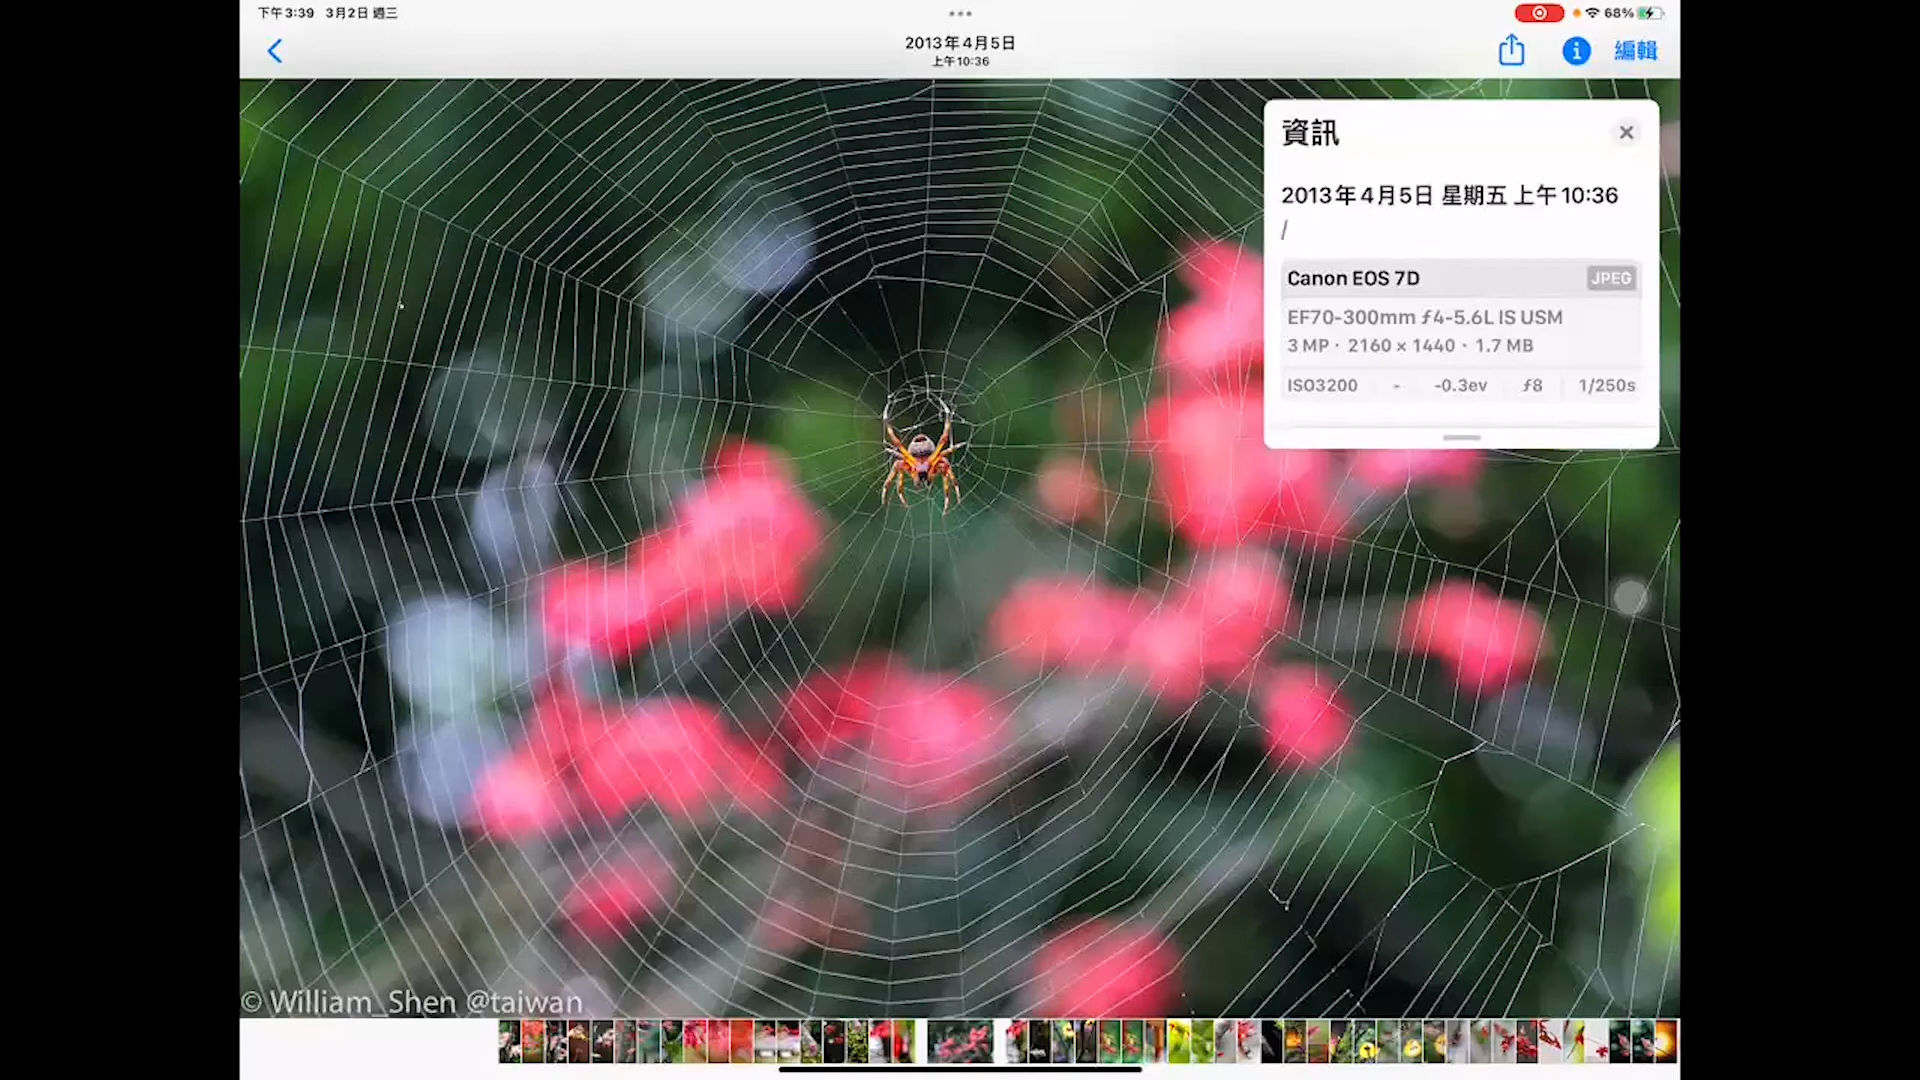 下午3:39 3月2日 週三
68%
2013年4月5日
上午10:36
編輯
資訊
2013年4月5日 星期五 上午10:36
/
Canon EOS 7D JPEG
EF70-300mm ƒ4-5.6L IS USM
3 MP · 2160 × 1440 · 1.7 MB
ISO3200 - -0.3ev ƒ8 1/250s
© William_Shen @taiwan